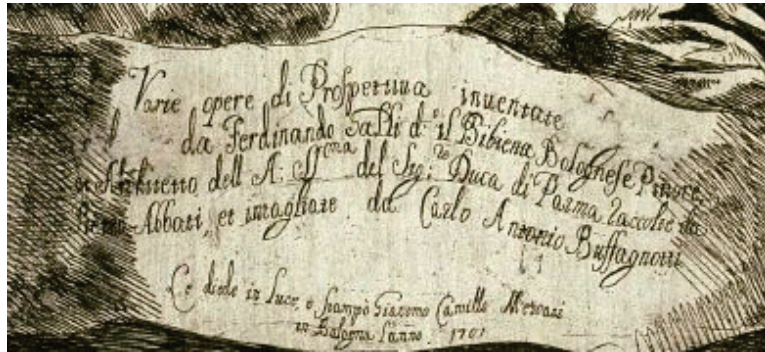 Varie opere di Prospettiua inuentate
da Ferdinando Galli d.º il Bibiena Bolognese Pittore,
e Architetto dell A: S.ma del Sig:re Duca di Parma Raccolte da
Pietro Abbati, et intagliate da Carlo Antonio Buffagnotti
Le diede in Luce, e stampò Giacomo Camillo Mercati
in Bologna l'anno 1701